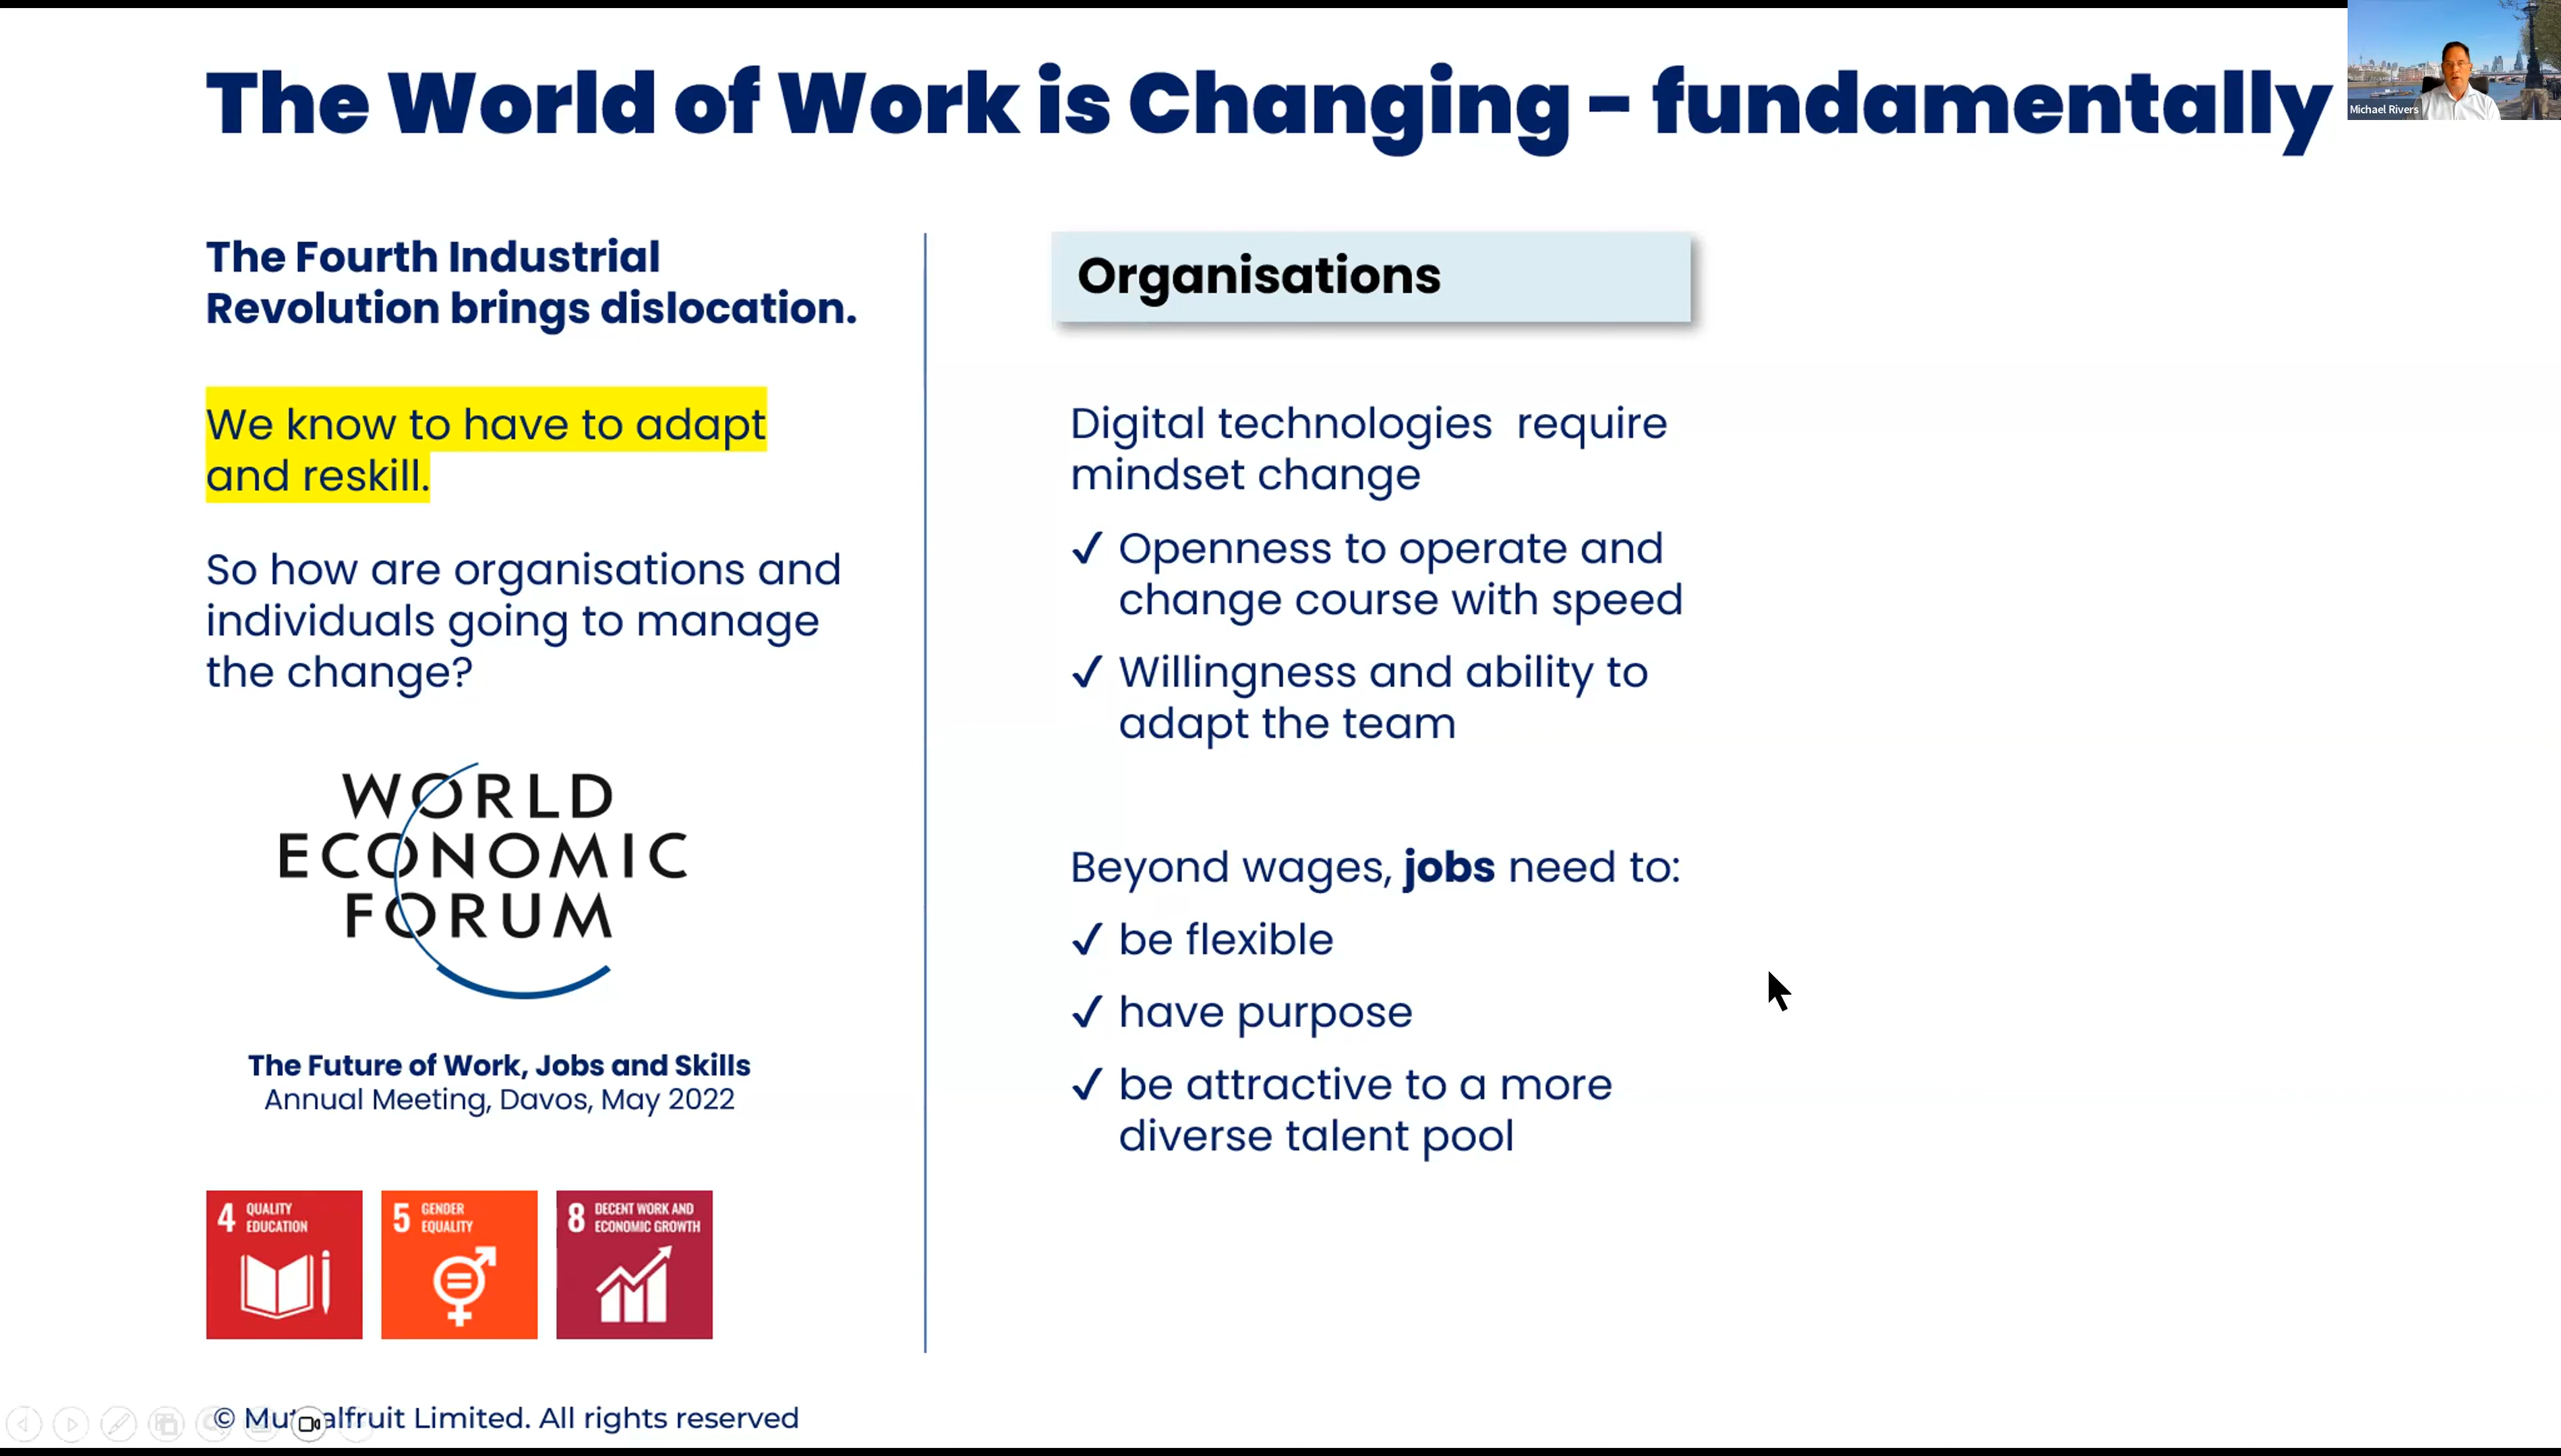 The World of Work is Changing - fundamentally
Michael Rivers
The Fourth Industrial
Revolution brings dislocation.
We know to have to adapt
and reskill.
So how are organisations and
individuals going to manage
the change?
WORLD
ECONOMIC
FORUM
The Future of Work, Jobs and Skills
Annual Meeting, Davos, May 2022
4 QUALITY
EDUCATION
5 GENDER
EQUALITY
8 DECENT WORK AND
ECONOMIC GROWTH
© Mutualfruit Limited. All rights reserved
Organisations
Digital technologies require
mindset change
✓ Openness to operate and
change course with speed
✓ Willingness and ability to
adapt the team
Beyond wages, jobs need to:
✓ be flexible
✓ have purpose
✓ be attractive to a more
diverse talent pool